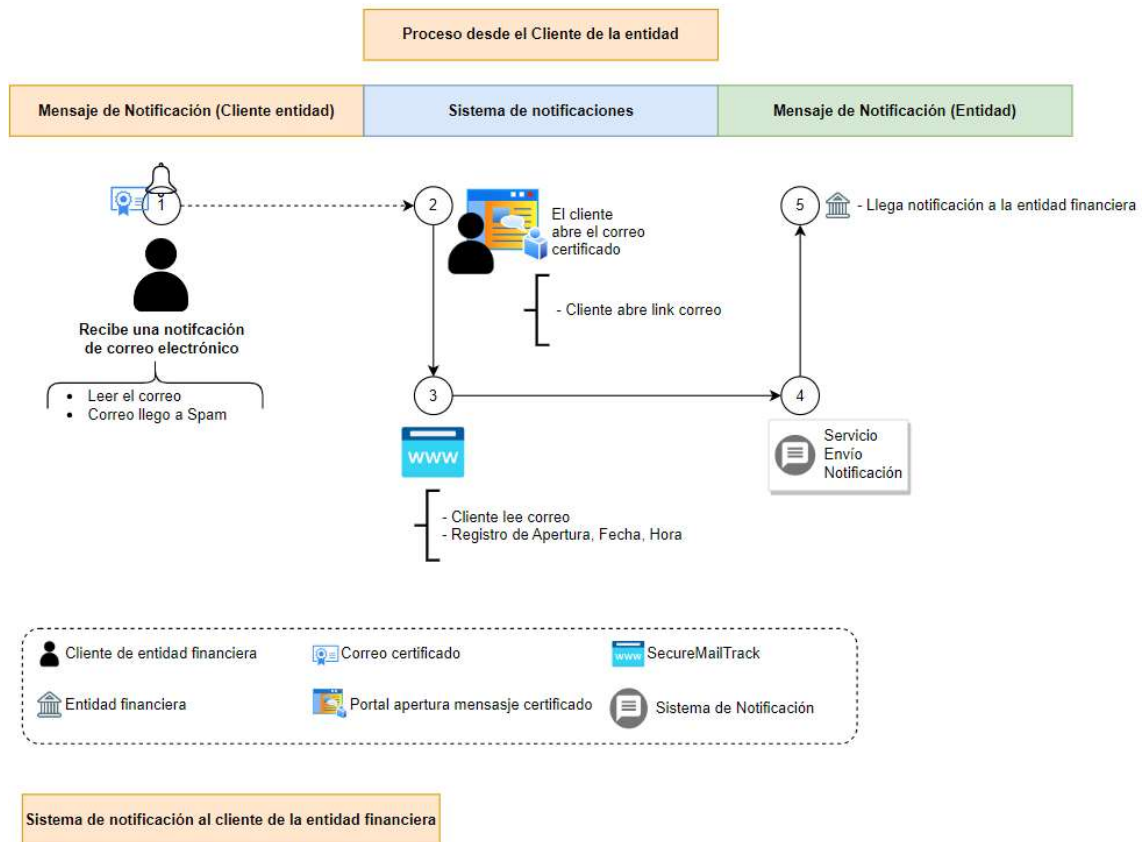 Proceso desde el Cliente de la entidad
Mensaje de Notificación (Cliente entidad)
Sistema de notificaciones
Mensaje de Notificación (Entidad)
1
2
El cliente
abre el correo
certificado
5
- Llega notificación a la entidad financiera
- Cliente abre link correo
Recibe una notifcación
de correo electrónico
• Leer el correo
• Correo llego a Spam
3
4
www
Servicio
Envío
Notificación
- Cliente lee correo
- Registro de Apertura, Fecha, Hora
Cliente de entidad financiera
Correo certificado
www
SecureMailTrack
Entidad financiera
Portal apertura mensasje certificado
Sistema de Notificación
Sistema de notificación al cliente de la entidad financiera